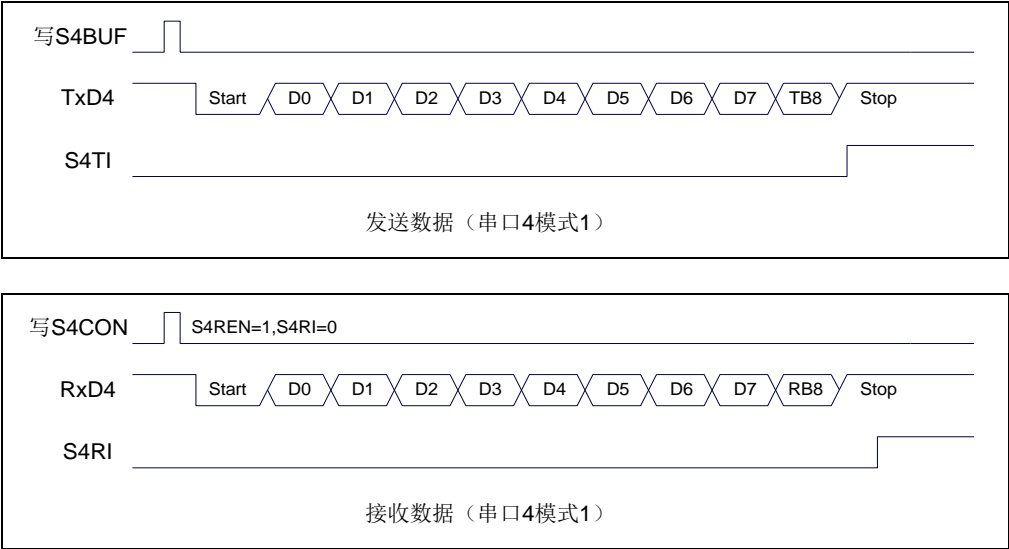 写S4BUF
TxD4 Start D0 D1 D2 D3 D4 D5 D6 D7 TB8 Stop
S4TI
发送数据（串口4模式1）
写S4CON S4REN=1,S4RI=0
RxD4 Start D0 D1 D2 D3 D4 D5 D6 D7 RB8 Stop
S4RI
接收数据（串口4模式1）